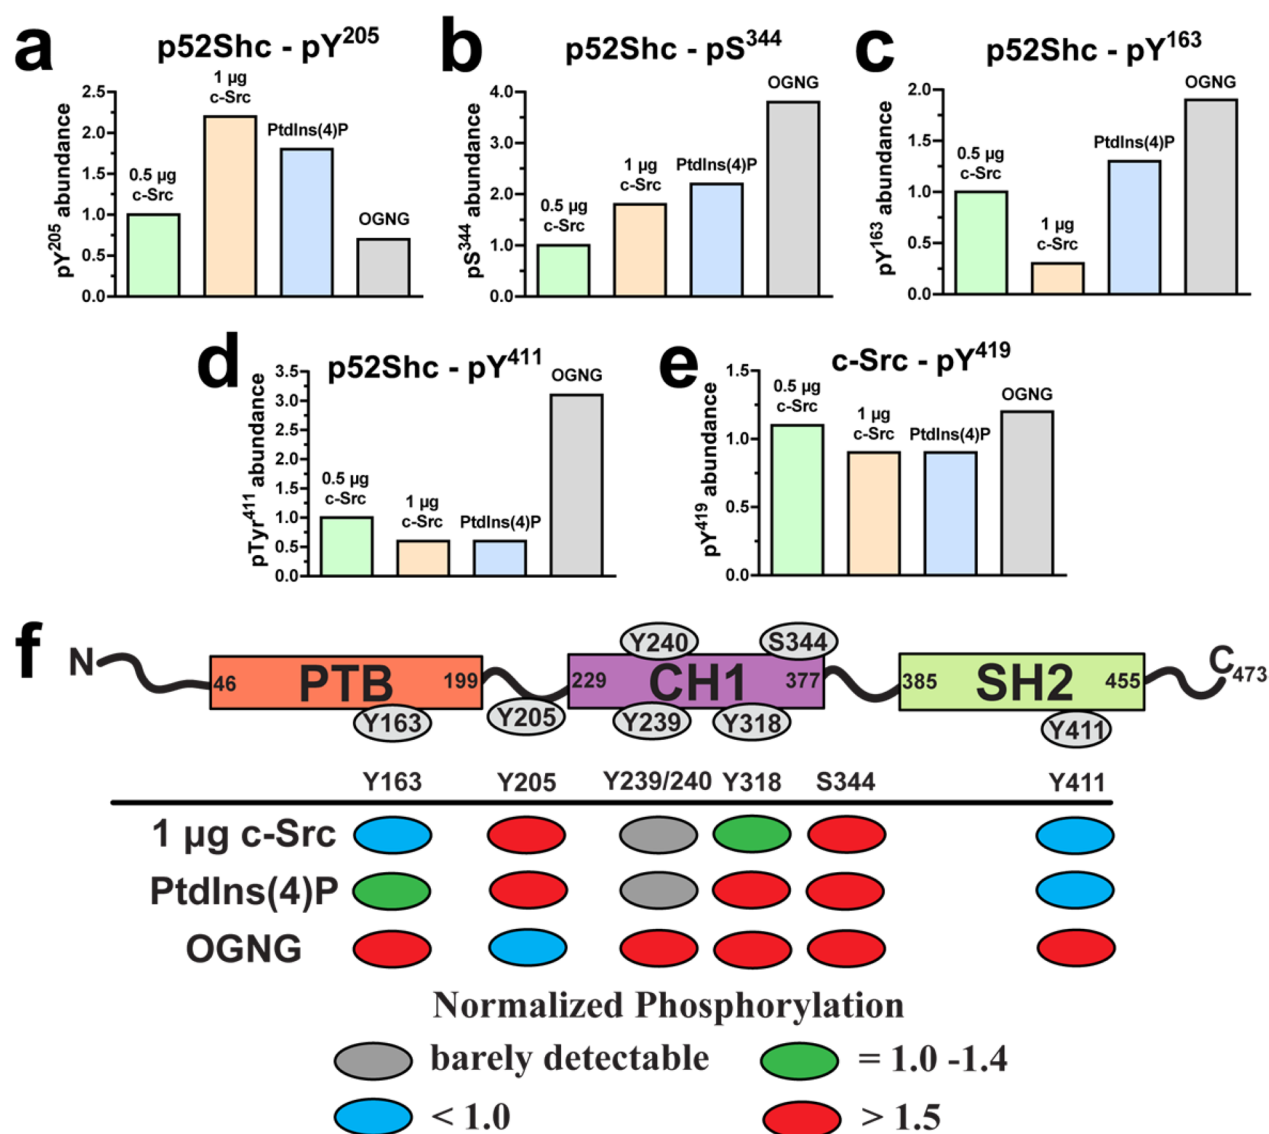 a
p52Shc - pY205
pY205 abundance
2.5
2.0
1.5
1.0
0.5
0.0
0.5 µg
c-Src
1 µg
c-Src
PtdIns(4)P
OGNG
b
p52Shc - pS344
pS344 abundance
4.0
3.0
2.0
1.0
0.0
0.5 µg
c-Src
1 µg
c-Src
PtdIns(4)P
OGNG
c
p52Shc - pY163
pY163 abundance
2.0
1.5
1.0
0.5
0.0
0.5 µg
c-Src
1 µg
c-Src
PtdIns(4)P
OGNG
d
p52Shc - pY411
pTyr411 abundance
3.5
3.0
2.5
2.0
1.5
1.0
0.5
0.0
0.5 µg
c-Src
1 µg
c-Src
PtdIns(4)P
OGNG
e
c-Src - pY419
pY419 abundance
1.5
1.0
0.5
0.0
0.5 µg
c-Src
1 µg
c-Src
PtdIns(4)P
OGNG
f
Y240 S344
N 46 PTB 199 229 CH1 377 385 SH2 455 C473
Y163 Y205 Y239 Y318 Y411
Y163 Y205 Y239/240 Y318 S344 Y411
1 µg c-Src
PtdIns(4)P
OGNG
Normalized Phosphorylation
barely detectable = 1.0 -1.4
< 1.0 > 1.5